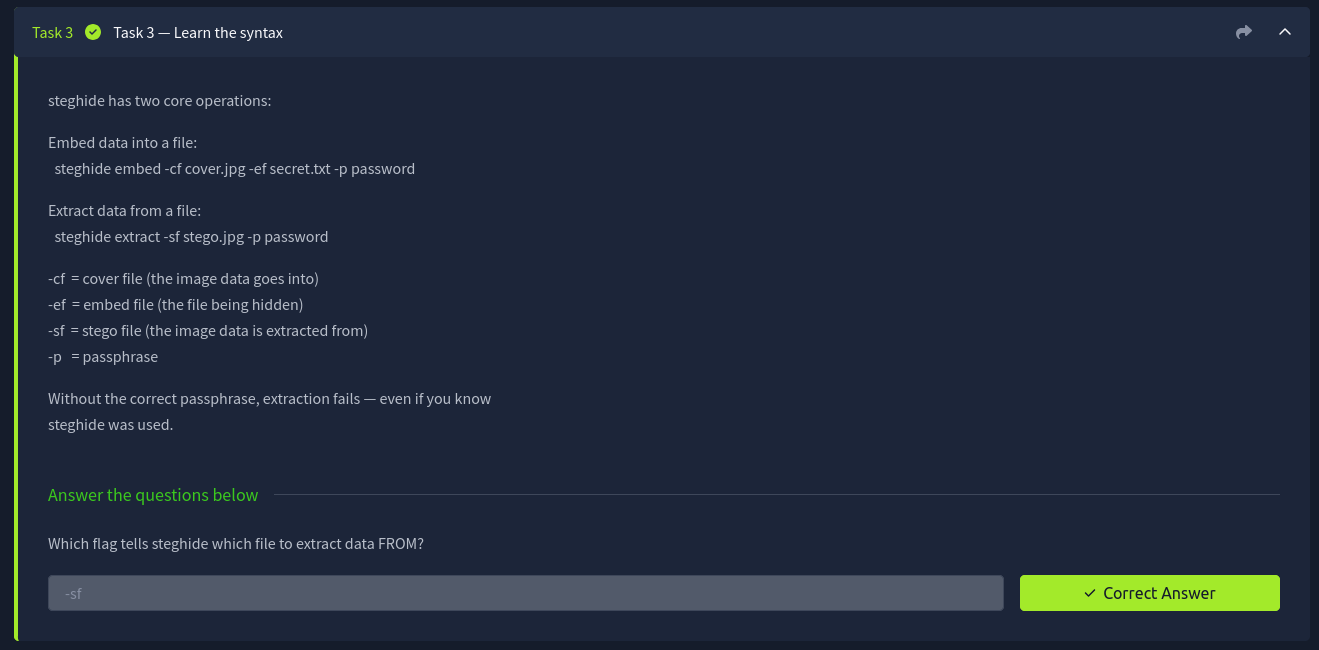 Task 3 Task 3 — Learn the syntax
steghide has two core operations:
Embed data into a file:
steghide embed -cf cover.jpg -ef secret.txt -p password
Extract data from a file:
steghide extract -sf stego.jpg -p password
-cf = cover file (the image data goes into)
-ef = embed file (the file being hidden)
-sf = stego file (the image data is extracted from)
-p = passphrase
Without the correct passphrase, extraction fails — even if you know
steghide was used.
Answer the questions below
Which flag tells steghide which file to extract data FROM?
-sf
Correct Answer